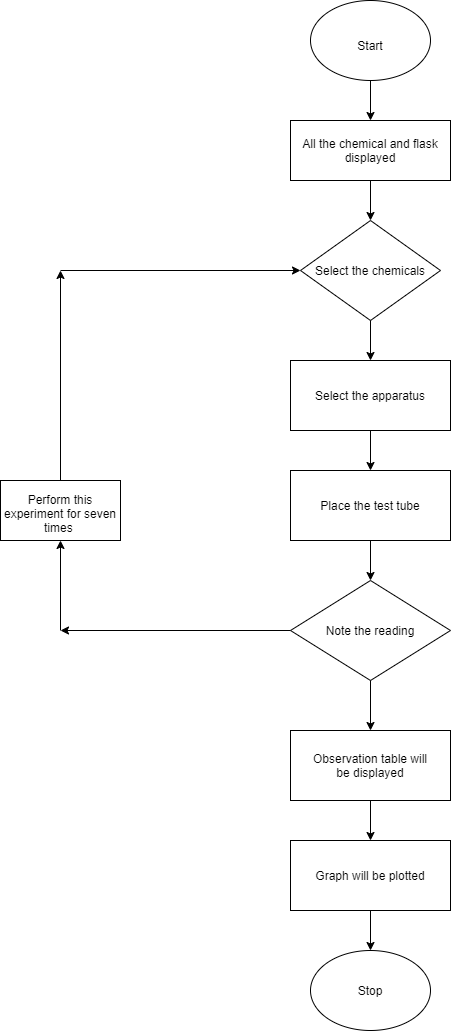 Start
All the chemical and flask
displayed
Select the chemicals
Select the apparatus
Place the test tube
Perform this
experiment for seven
times
Note the reading
Observation table will
be displayed
Graph will be plotted
Stop